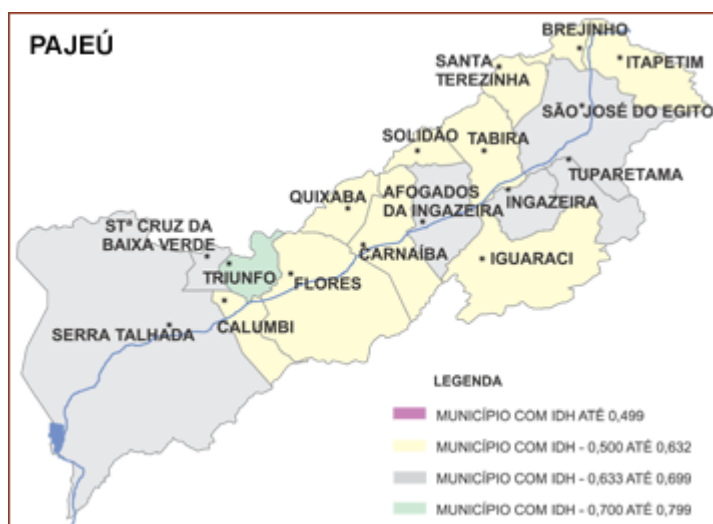 PAJEÚ
BREJINHO
SANTA
TEREZINHA
ITAPETIM
SÃO JOSÉ DO EGITO
SOLIDÃO
TABIRA
TUPARETAMA
QUIXABA
AFOGADOS
DA INGAZEIRA
INGAZEIRA
STª CRUZ DA
BAIXA VERDE
CARNAÍBA
IGUARACI
TRIUNFO
FLORES
SERRA TALHADA
CALUMBI
LEGENDA
MUNICÍPIO COM IDH ATÉ 0,499
MUNICÍPIO COM IDH - 0,500 ATÉ 0,632
MUNICÍPIO COM IDH - 0,633 ATÉ 0,699
MUNICÍPIO COM IDH - 0,700 ATÉ 0,799